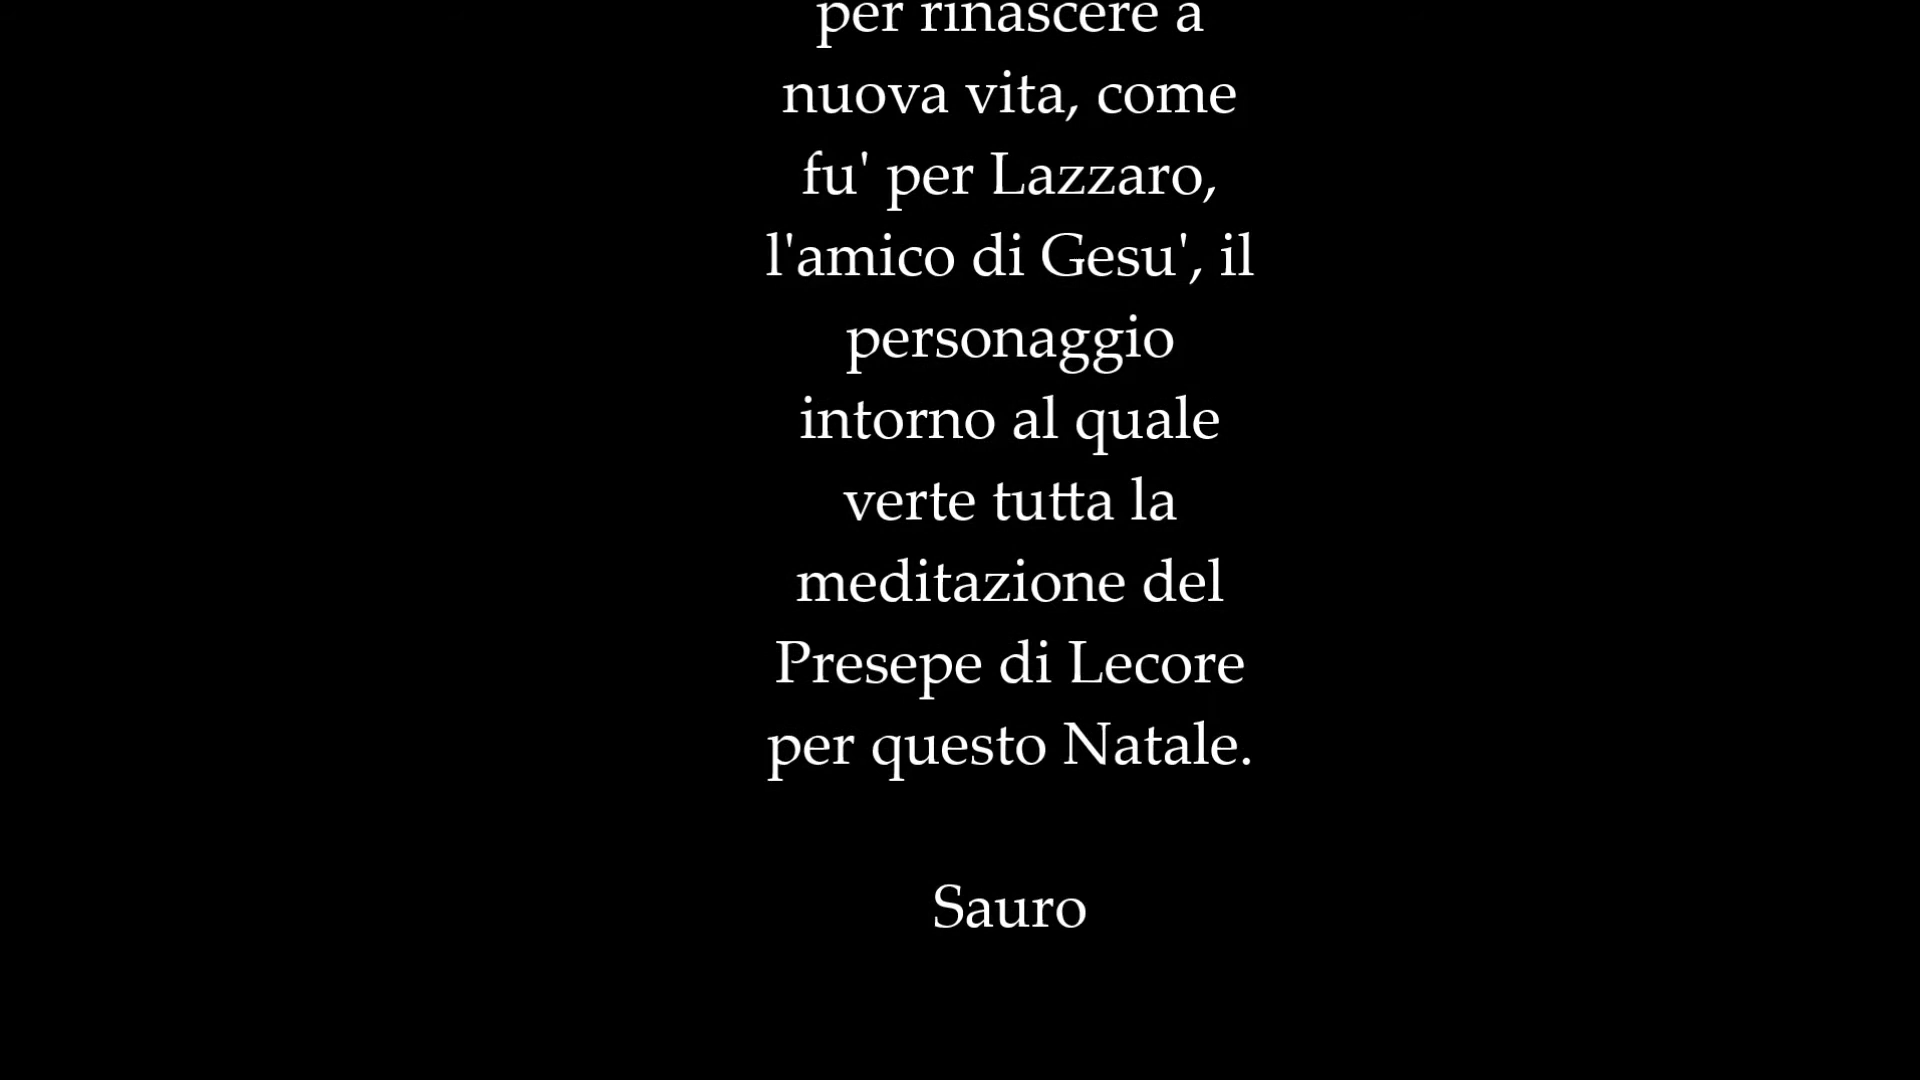 per rinascere a
nuova vita, come
fu' per Lazzaro,
l'amico di Gesu', il
personaggio
intorno al quale
verte tutta la
meditazione del
Presepe di Lecore
per questo Natale.
Sauro